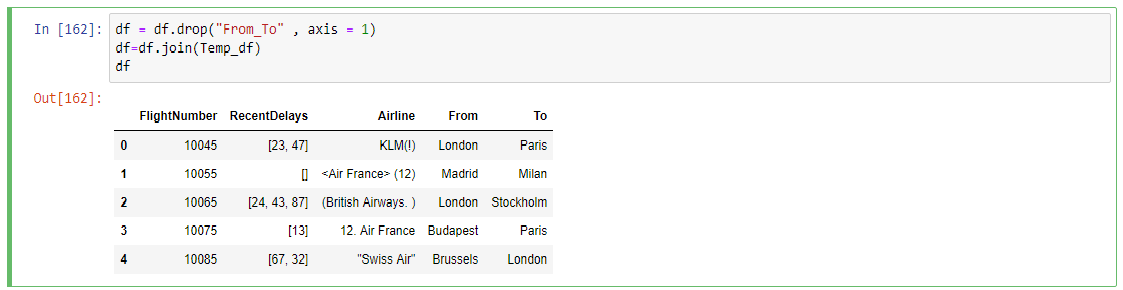 In [162]: df = df.drop("From_To" , axis = 1)
df=df.join(Temp_df)
df
Out[162]:
FlightNumber RecentDelays Airline From To
0 10045 [23, 47] KLM(!) London Paris
1 10055 [] <Air France> (12) Madrid Milan
2 10065 [24, 43, 87] (British Airways. ) London Stockholm
3 10075 [13] 12. Air France Budapest Paris
4 10085 [67, 32] "Swiss Air" Brussels London